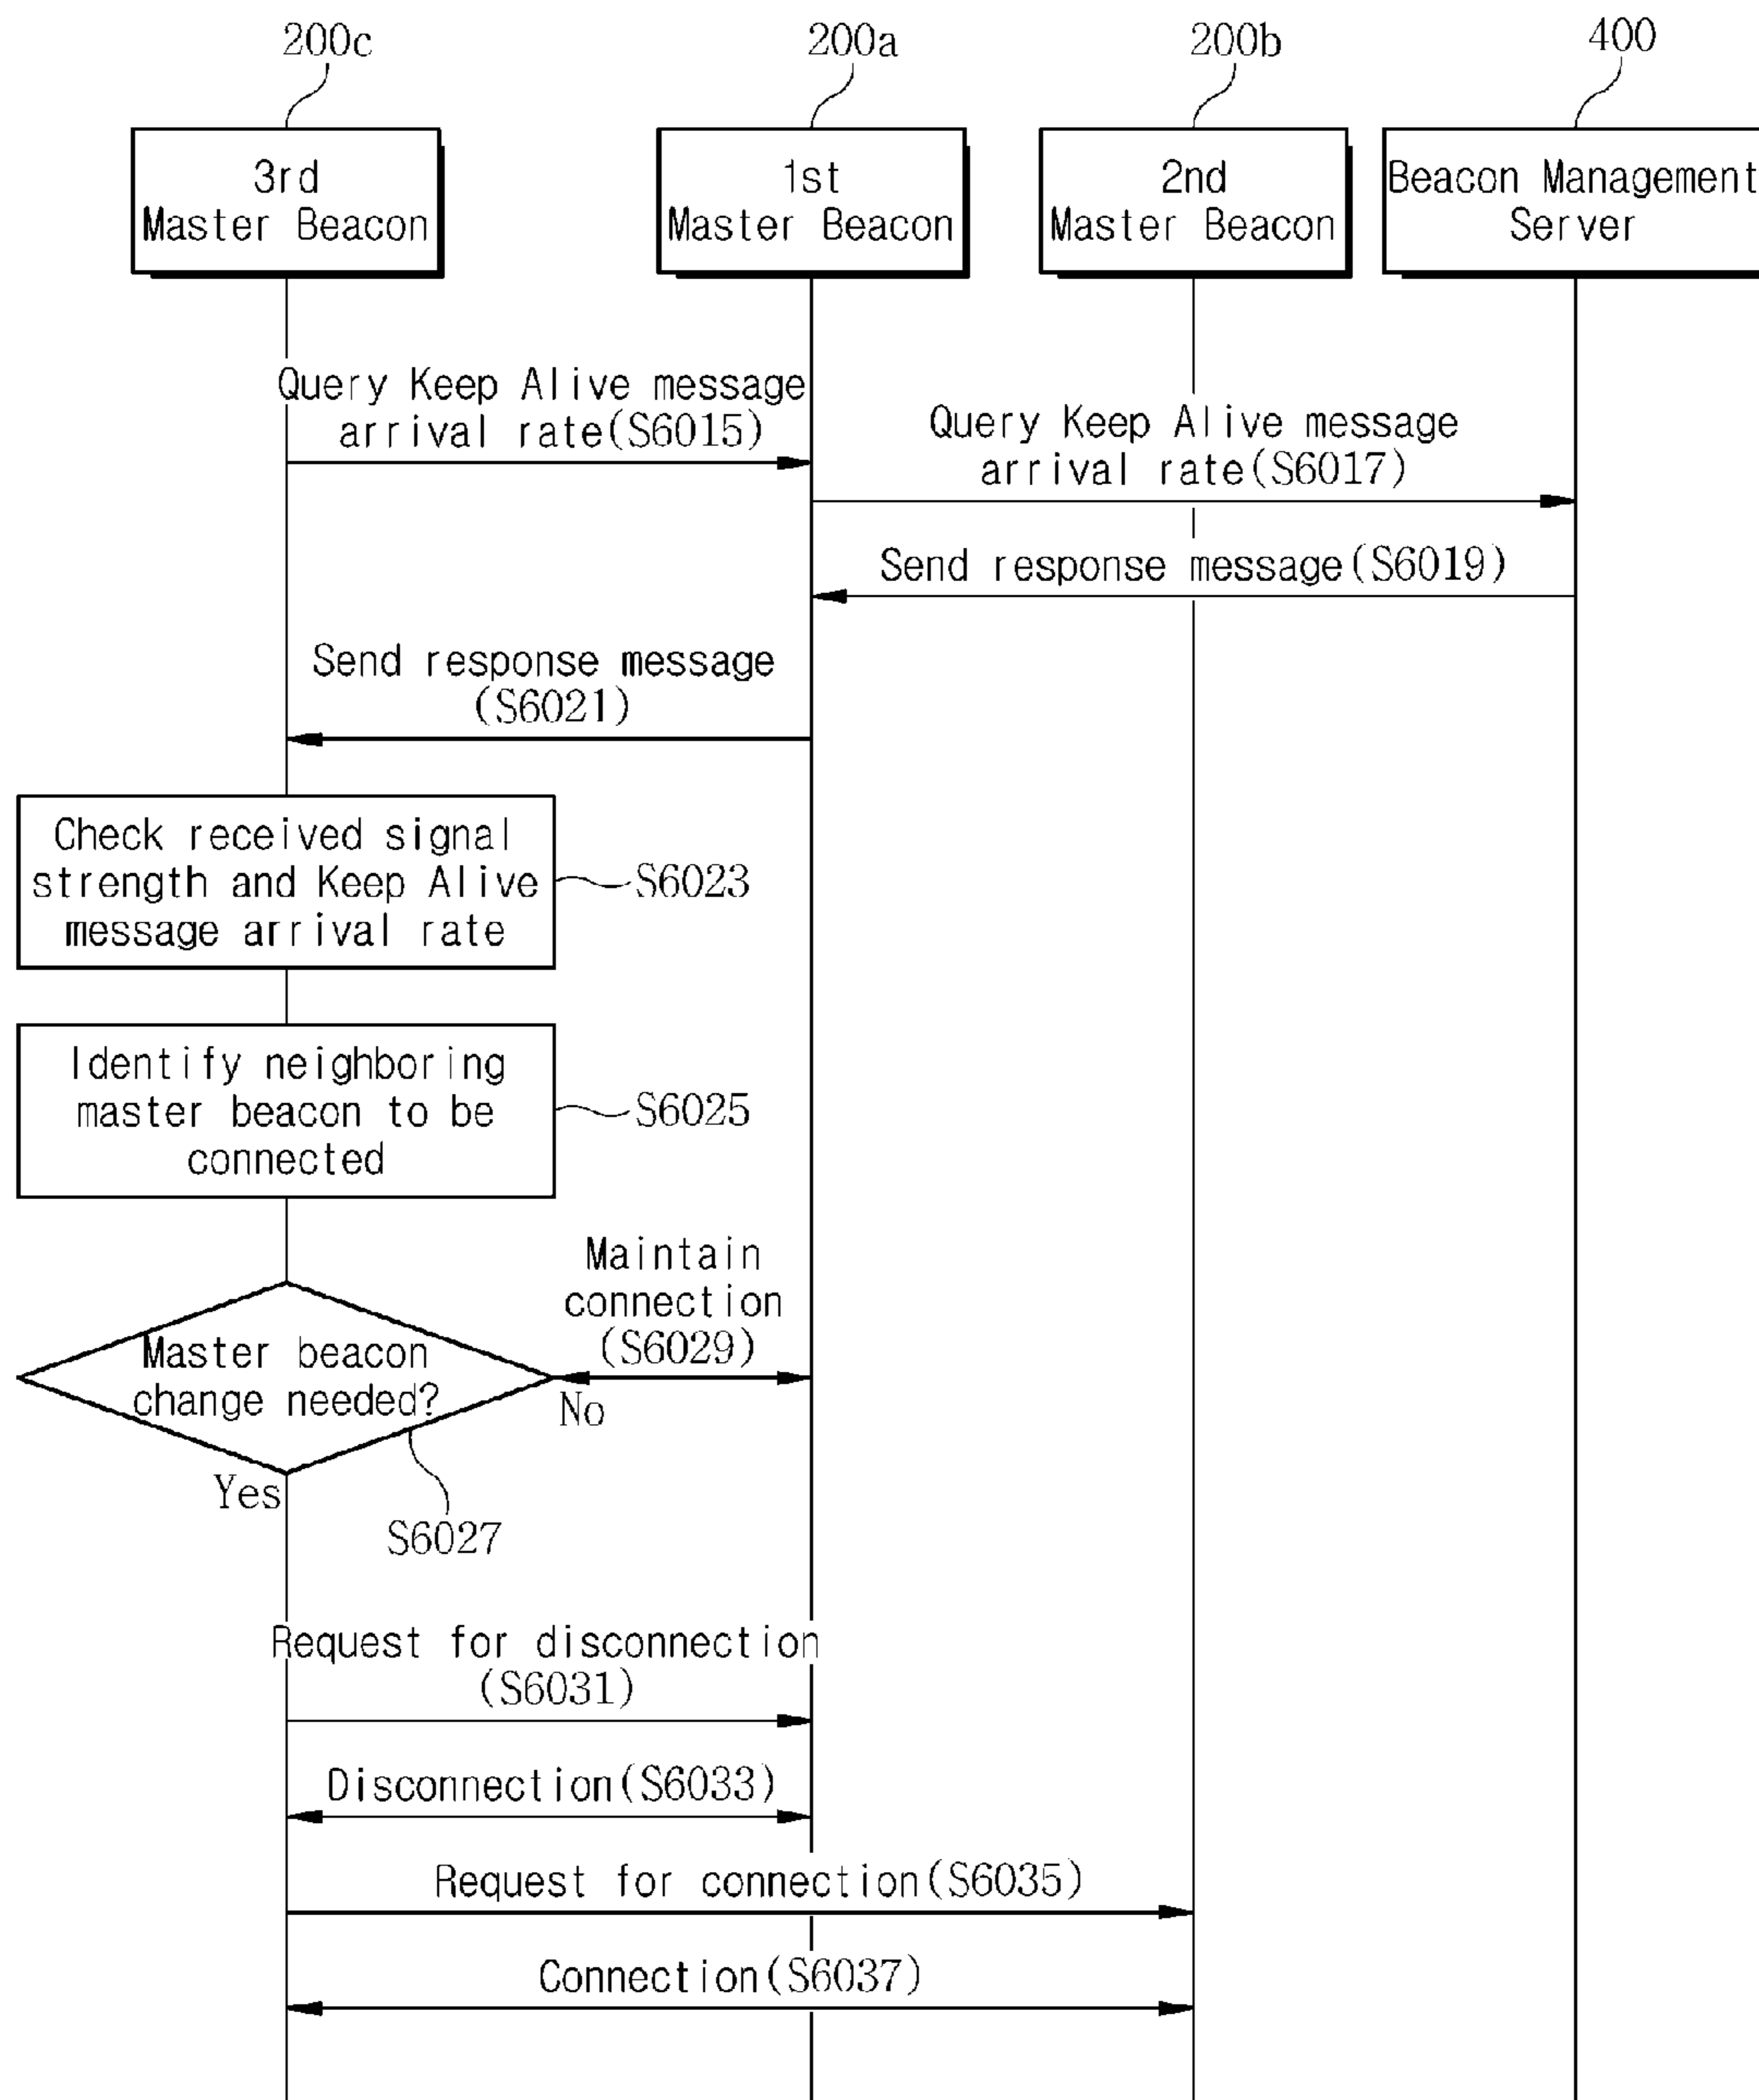 200c
200a
200b
400
3rd
Master Beacon
1st
Master Beacon
2nd
Master Beacon
Beacon Management
Server
Query Keep Alive message
arrival rate(S6015)
Query Keep Alive message
arrival rate(S6017)
Send response message(S6019)
Send response message
(S6021)
Check received signal
strength and Keep Alive
message arrival rate
S6023
Identify neighboring
master beacon to be
connected
S6025
Maintain
connection
(S6029)
Master beacon
change needed?
No
Yes
S6027
Request for disconnection
(S6031)
Disconnection(S6033)
Request for connection(S6035)
Connection(S6037)